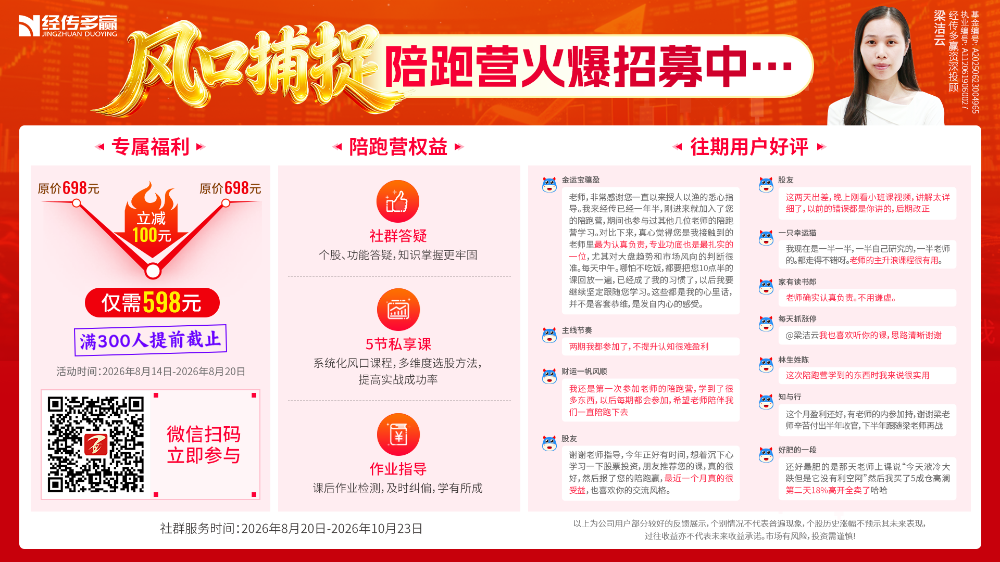 经传多赢
JINGZHUAN DUOYING
风口捕捉
陪跑营火爆招募中···
梁洁云
经传多赢资深投顾
执业编号: A1120619060027
基金编号: A20250623004965
专属福利
原价698元
原价698元
立减
100元
仅需598元
满300人提前截止
活动时间:2026年8月14日-2026年8月20日
微信扫码
立即参与
陪跑营权益
社群答疑
个股、功能答疑,知识掌握更牢固
5节私享课
系统化风口课程,多维度选股方法,
提高实战成功率
作业指导
课后作业检测,及时纠偏,学有所成
社群服务时间:2026年8月20日-2026年10月23日
往期用户好评
金运宝骧盈
老师,非常感谢您一直以来授人以渔的悉心指
导。我来经传已经一年半,刚进来就加入了您
的陪跑营,期间也参与过其他几位老师的陪跑
营学习。对比下来,真心觉得您是我接触到的
老师里最为认真负责,专业功底也是最扎实的
一位,尤其对大盘趋势和市场风向的判断很
准。每天中午。哪怕不吃饭,都要把您10点半的
课回放一遍,已经成了我的习惯了,以后我要
继续坚定跟随您学习。这些都是我的心里话,
并不是客套恭维,是发自内心的感受。
主线节奏
两期我都参加了,不提升认知很难盈利
财运一帆风顺
我还是第一次参加老师的陪跑营,学到了很
多东西,以后每期都会参加,希望老师陪伴我
们一直陪跑下去
股友
谢谢老师指导,今年正好有时间,想着沉下心
学习一下股票投资,朋友推荐您的课,真的很
好,然后报了您的陪跑赢,最近一个月真的很
受益,也喜欢你的交流风格。
股友
这两天出差,晚上刚看小班课视频,讲解太详
细了,以前的错误都是你讲的,后期改正
一只幸运猫
我现在是一半一半,一半自己研究的,一半老师
的。都走得不错呀。老师的主升浪课程很有用。
家有读书郎
老师确实认真负责。不用谦虚。
每天抓涨停
@梁洁云我也喜欢听你的课,思路清晰谢谢
林生姓陈
这次陪跑营学到的东西时我来说很实用
知与行
这个月盈利还好,有老师的内参加持,谢谢梁老
师辛苦付出半年收官,下半年跟随梁老师再战
好肥的一段
还好最肥的是那天老师上课说“今天液冷大
跌但是它没有利空阿”然后我买了5成仓高澜
第二天18%高开全卖了哈哈
以上为公司用户部分较好的反馈展示,个别情况不代表普遍现象,个股历史涨幅不预示其未来表现,
过往收益亦不代表未来收益承诺。市场有风险,投资需谨慎!